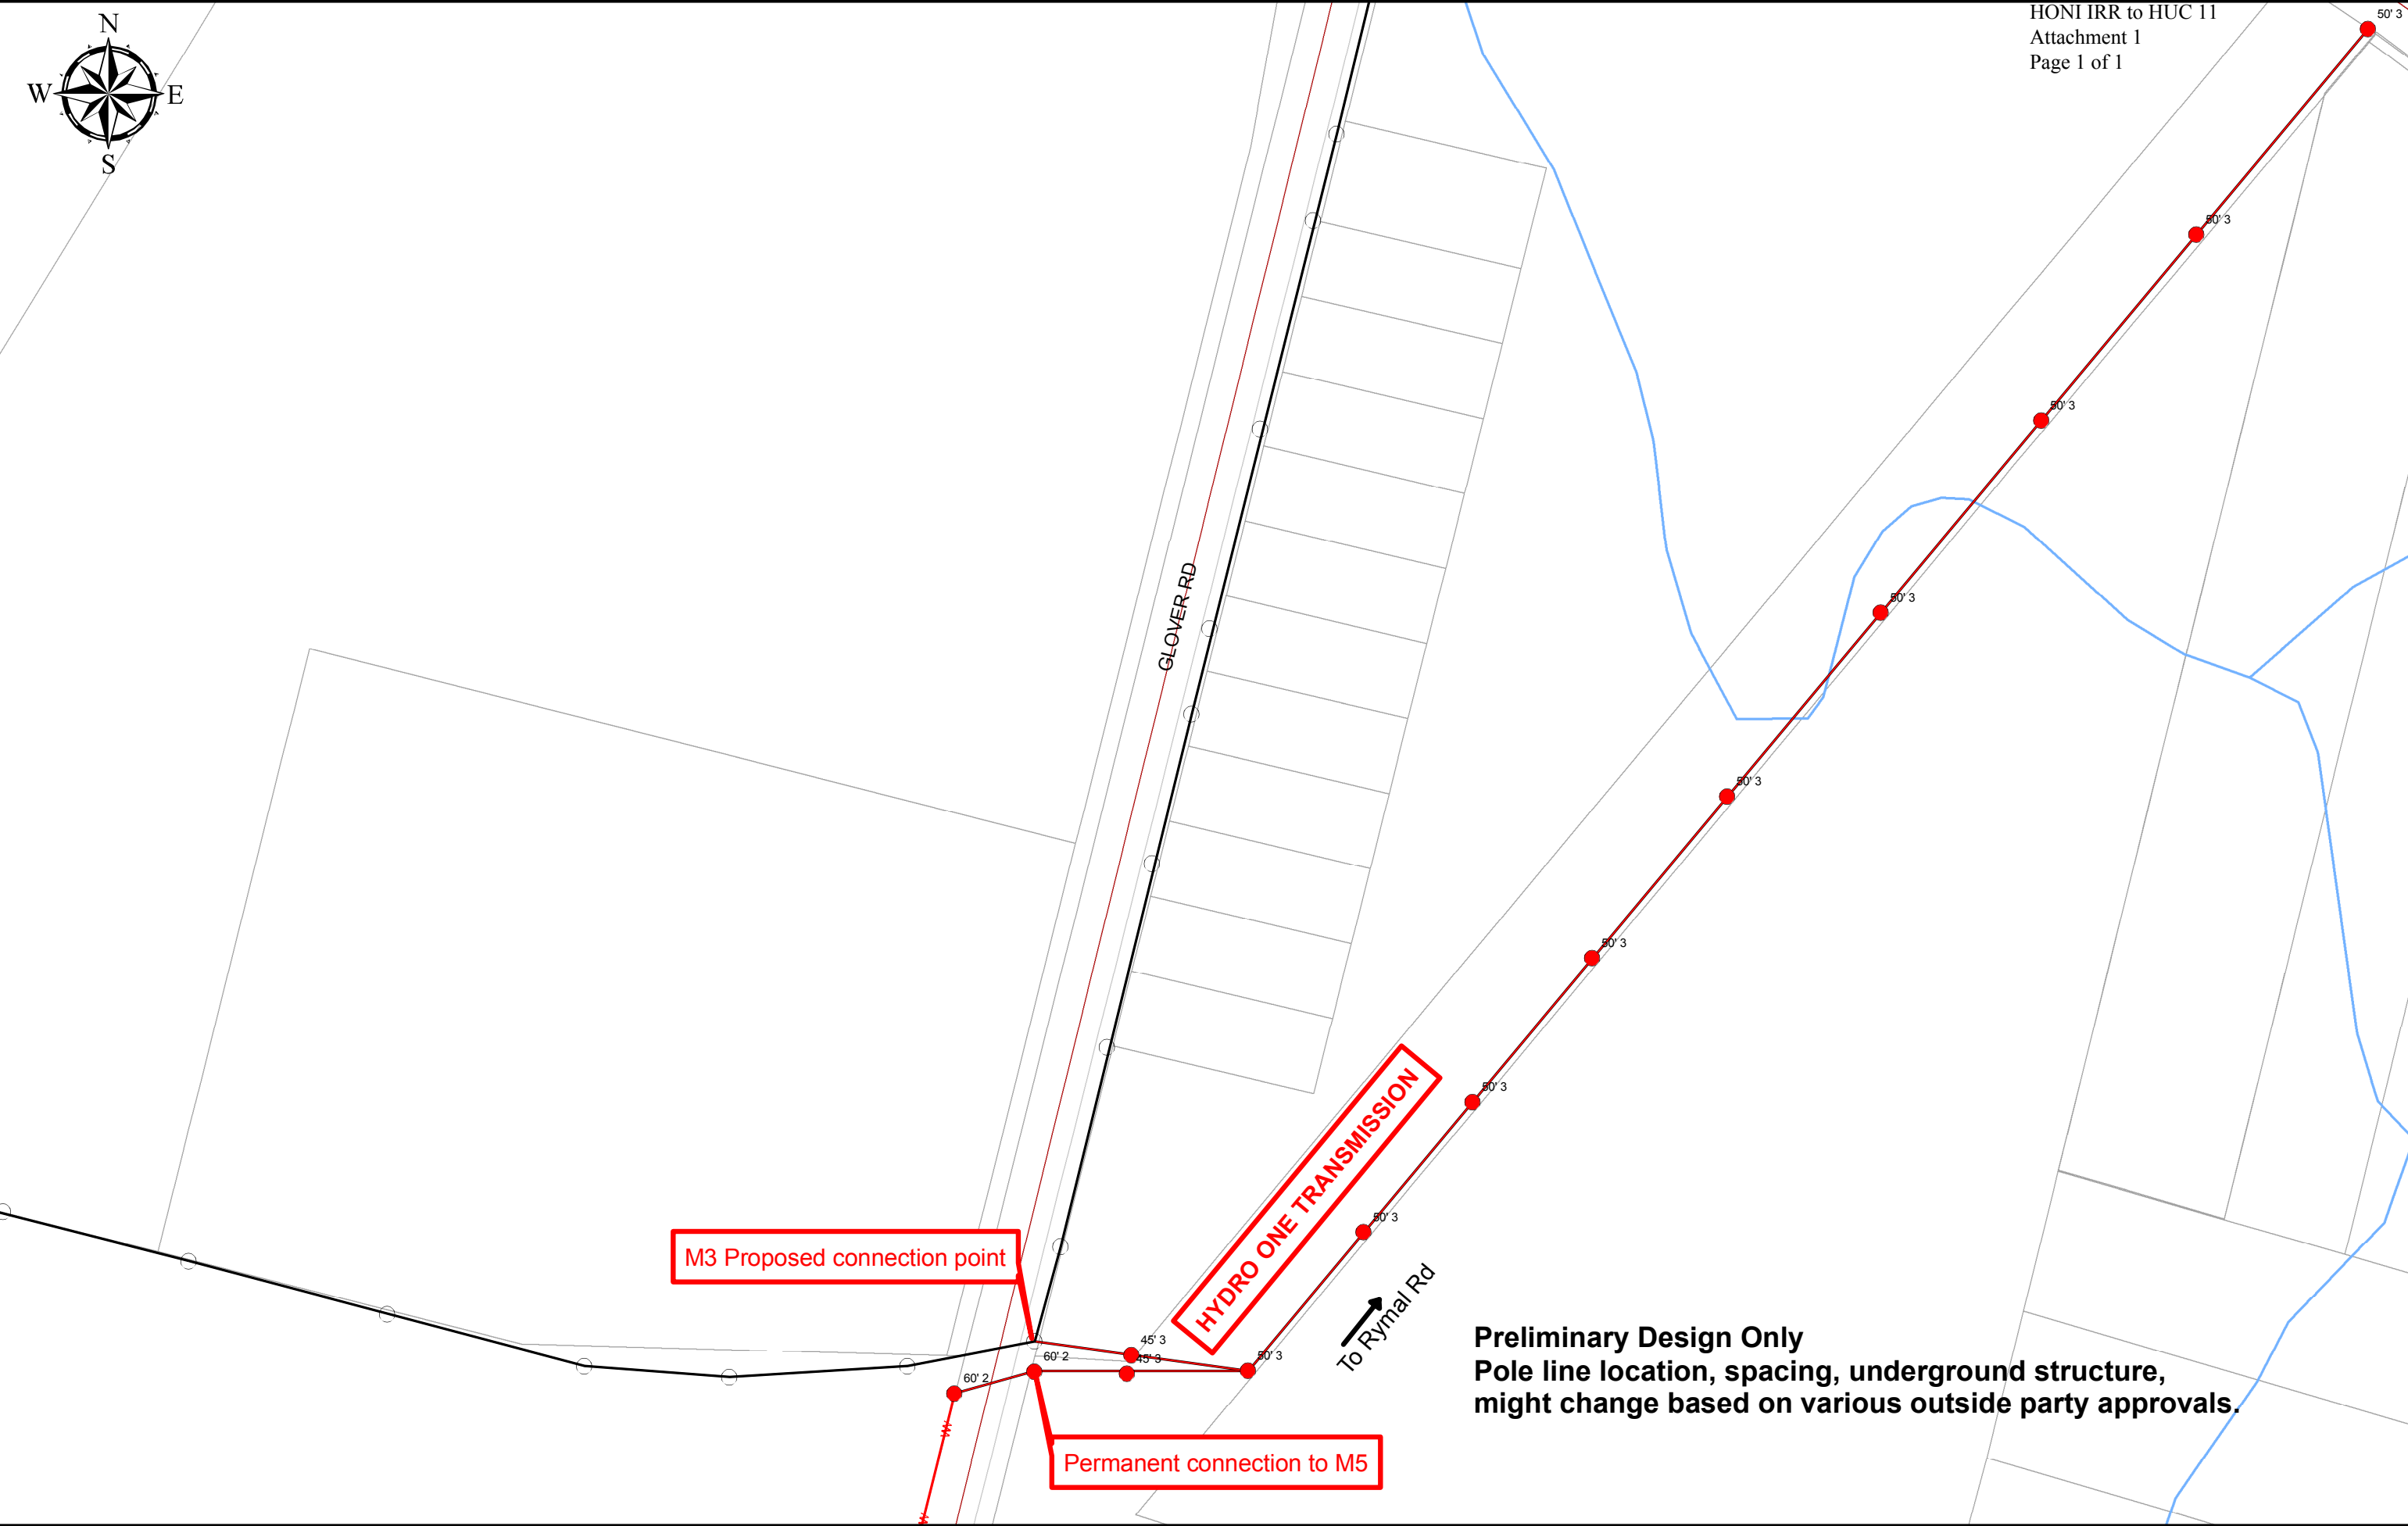 HONI IRR to HUC 11
Attachment 1
Page 1 of 1
N
W
E
S
50' 3
50' 3
50' 3
50' 3
50' 3
50' 3
50' 3
50' 3
GLOVER RD
HYDRO ONE TRANSMISSION
M3 Proposed connection point
To Rymal Rd
45' 3
45' 3
50' 3
60' 2
60' 2
Permanent connection to M5
Preliminary Design Only
Pole line location, spacing, underground structure,
might change based on various outside party approvals.